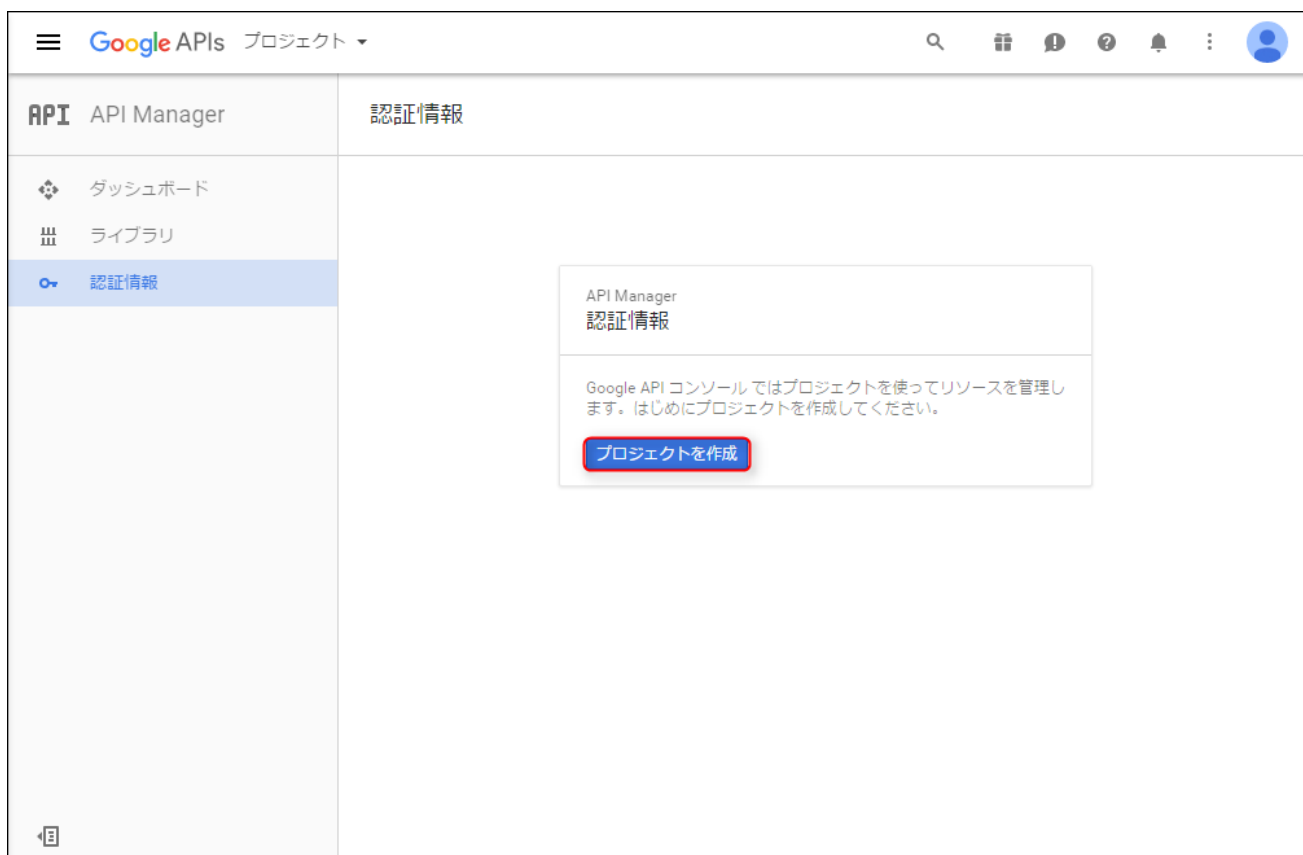 Google APIs プロジェクト
API API Manager
認証情報
ダッシュボード
ライブラリ
認証情報
API Manager
認証情報
Google API コンソール ではプロジェクトを使ってリソースを管理し
ます。はじめにプロジェクトを作成してください。
プロジェクトを作成